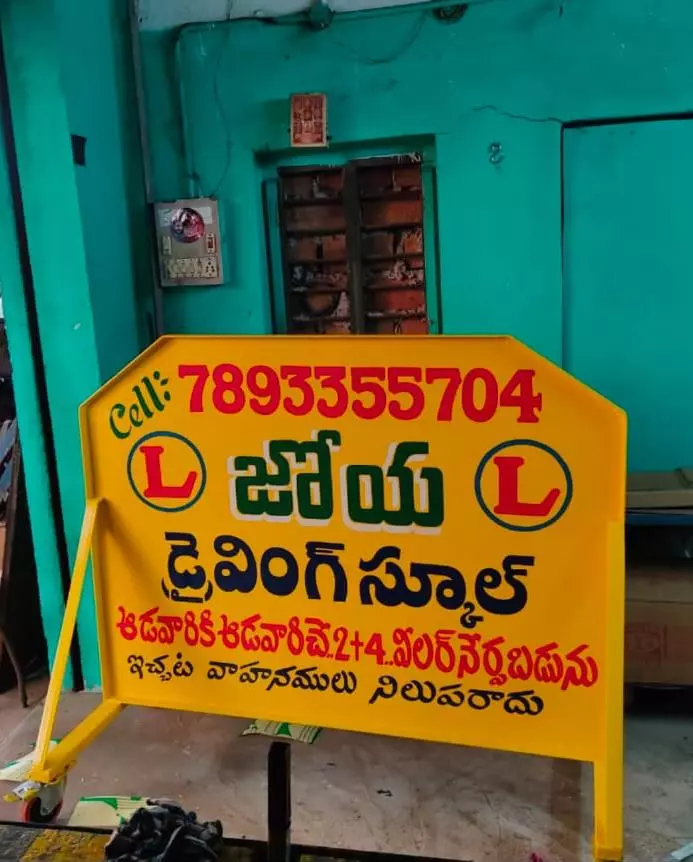 Cell: 7893355704
L జోయ L
డ్రైవింగ్ స్కూల్
ఆడవారికి ఆడవారిచే..2+4..వీలర్ నేర్పబడును
ఇచ్చట వాహనములు నిలుపరాదు